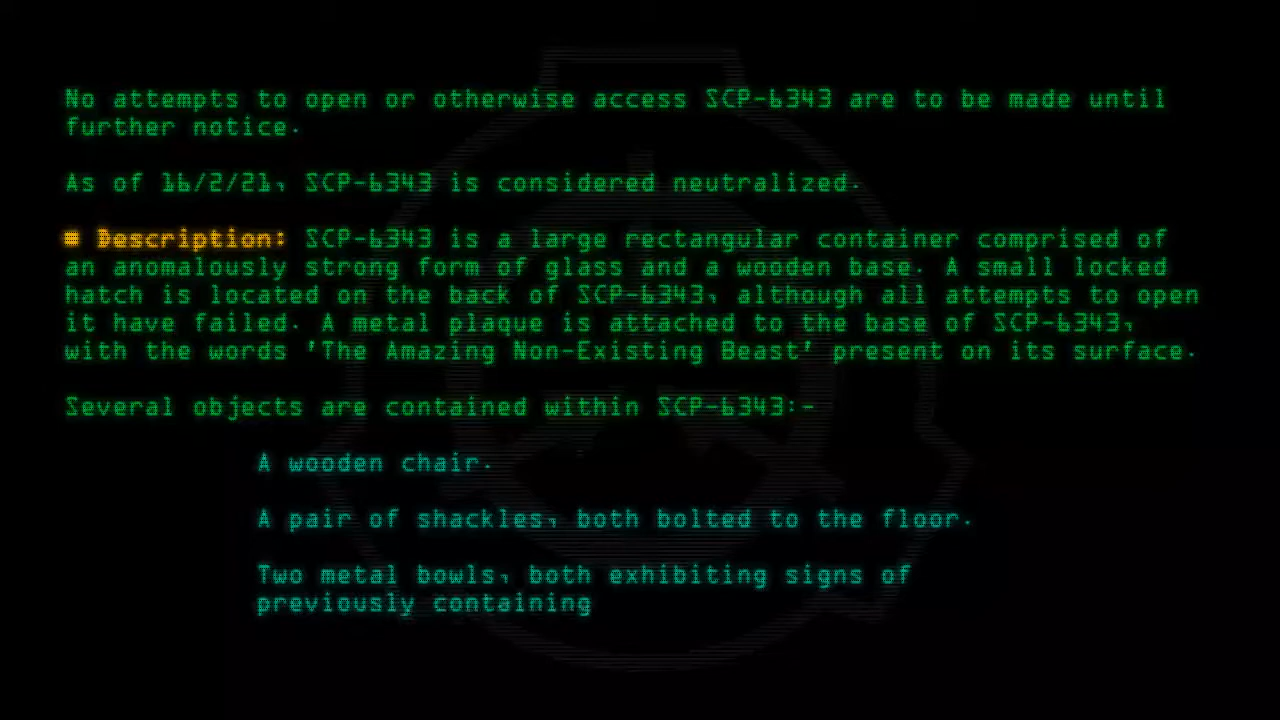 No attempts to open or otherwise access SCP-6343 are to be made until
further notice.
As of 16/2/21, SCP-6343 is considered neutralized.
■ Description: SCP-6343 is a large rectangular container comprised of
an anomalously strong form of glass and a wooden base. A small locked
hatch is located on the back of SCP-6343, although all attempts to open
it have failed. A metal plaque is attached to the base of SCP-6343,
with the words 'The Amazing Non-Existing Beast' present on its surface.
Several objects are contained within SCP-6343:-
A wooden chair.
A pair of shackles, both bolted to the floor.
Two metal bowls, both exhibiting signs of
previously containing